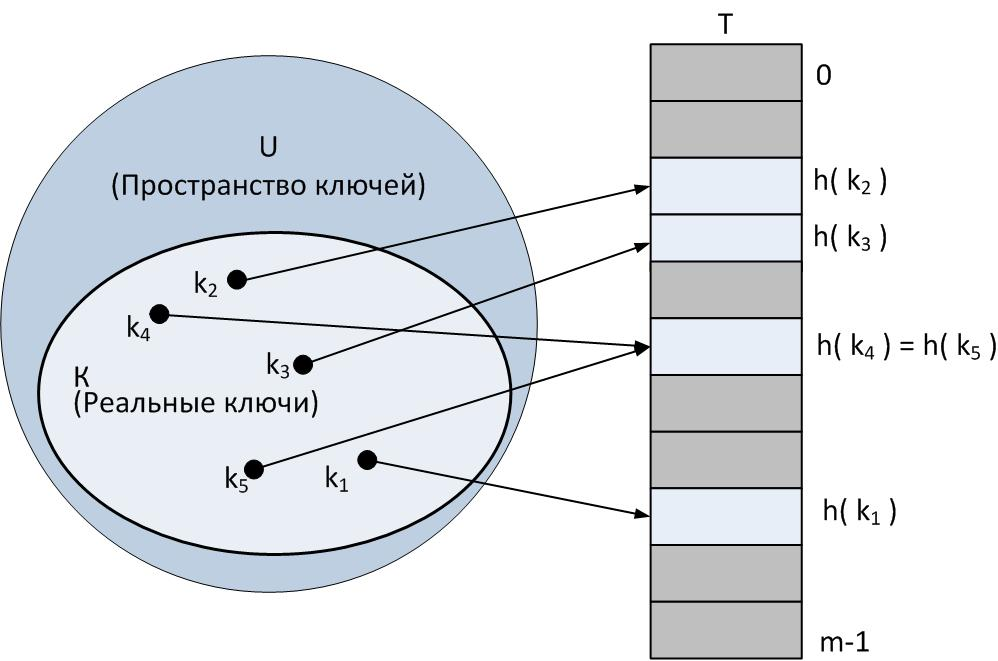 T
0
U
(Пространство ключей)
h( k₂ )
h( k₃ )
k₂
k₄
k₃
h( k₄ ) = h( k₅ )
К
(Реальные ключи)
k₅
k₁
h( k₁ )
m-1